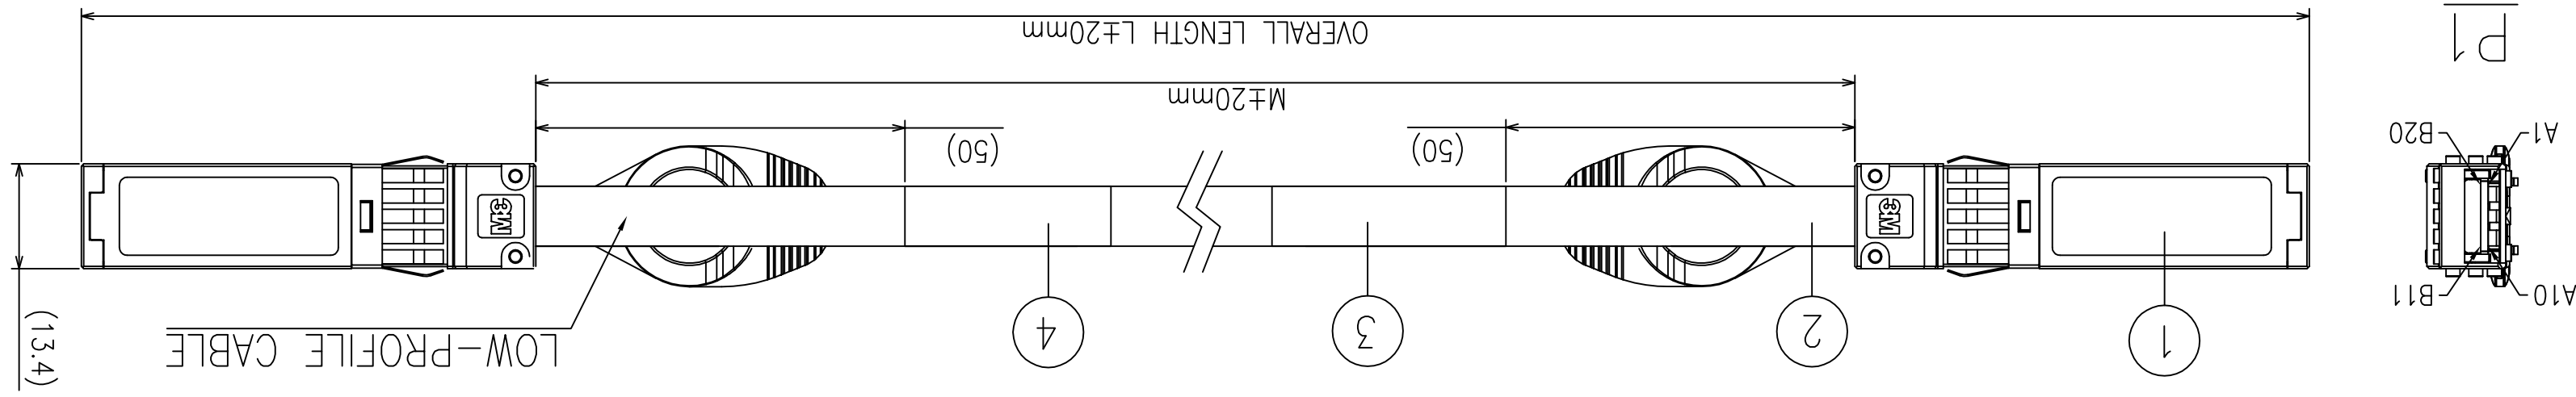 1
2
3
4
LOW-PROFILE CABLE
(13.4)
A10
B11
3M
3M
A1
B20
(50)
(50)
M±20mm
P1
OVERALL LENGTH L±20mm